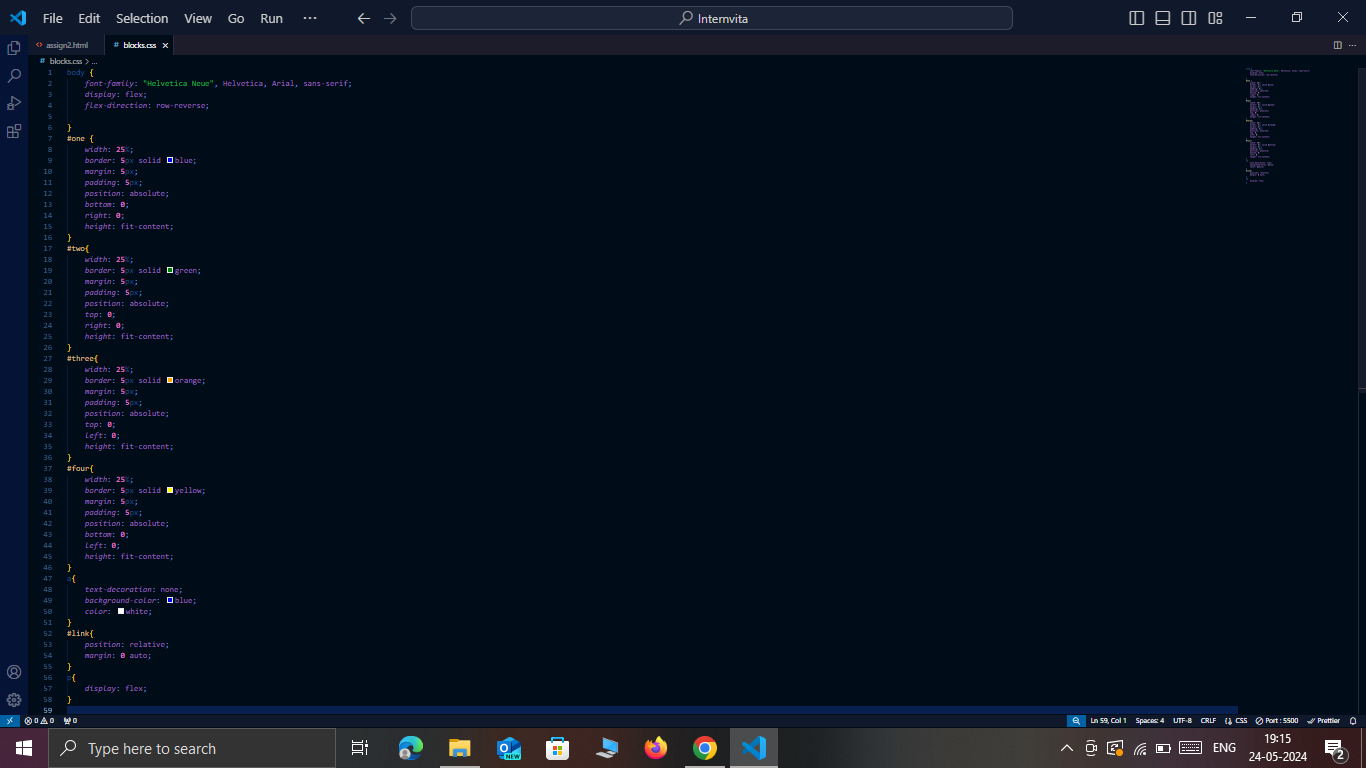 File Edit Selection View Go Run ··· Internvita
assign2.html # blocks.css
# blocks.css > ...
1 body {
2 font-family: "Helvetica Neue", Helvetica, Arial, sans-serif;
3 display: flex;
4 flex-direction: row-reverse;
5
6 }
7 #one {
8 width: 25%;
9 border: 5px solid blue;
10 margin: 5px;
11 padding: 5px;
12 position: absolute;
13 bottom: 0;
14 right: 0;
15 height: fit-content;
16 }
17 #two{
18 width: 25%;
19 border: 5px solid green;
20 margin: 5px;
21 padding: 5px;
22 position: absolute;
23 top: 0;
24 right: 0;
25 height: fit-content;
26 }
27 #three{
28 width: 25%;
29 border: 5px solid orange;
30 margin: 5px;
31 padding: 5px;
32 position: absolute;
33 top: 0;
34 left: 0;
35 height: fit-content;
36 }
37 #four{
38 width: 25%;
39 border: 5px solid yellow;
40 margin: 5px;
41 padding: 5px;
42 position: absolute;
43 bottom: 0;
44 left: 0;
45 height: fit-content;
46 }
47 a{
48 text-decoration: none;
49 background-color: blue;
50 color: white;
51 }
52 #link{
53 position: relative;
54 margin: 0 auto;
55 }
56 p{
57 display: flex;
58 }
59
0 0 0 Ln 59, Col 1 Spaces: 4 UTF-8 CRLF {} CSS Port : 5500 Prettier
Type here to search NEW ENG 19:15 2
24-05-2024